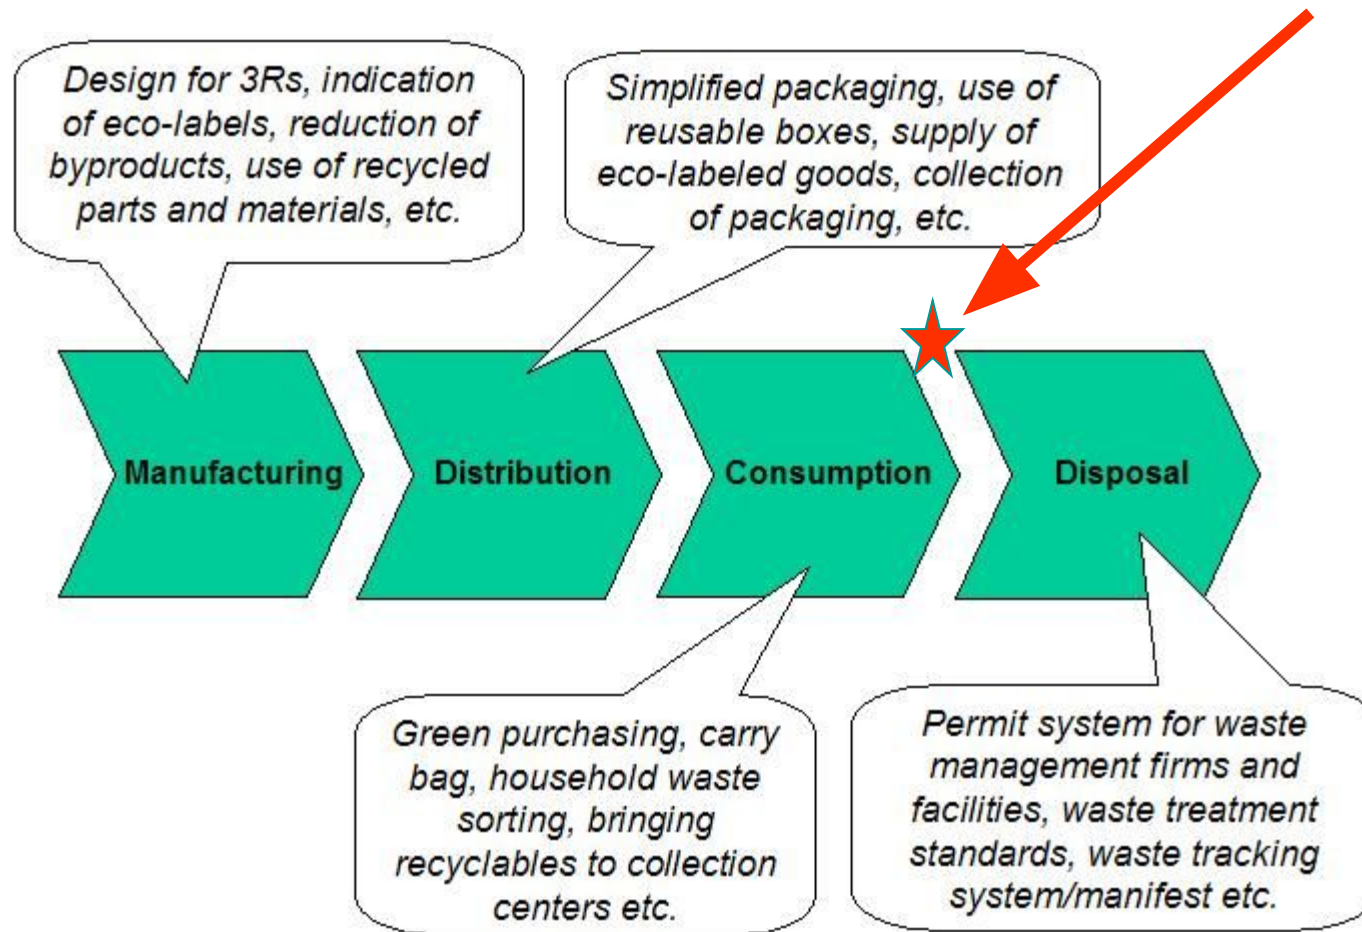 Design for 3Rs, indication
of eco-labels, reduction of
byproducts, use of recycled
parts and materials, etc.
Simplified packaging, use of
reusable boxes, supply of
eco-labeled goods, collection
of packaging, etc.
Manufacturing
Distribution
Consumption
Disposal
Green purchasing, carry
bag, household waste
sorting, bringing
recyclables to collection
centers etc.
Permit system for waste
management firms and
facilities, waste treatment
standards, waste tracking
system/manifest etc.